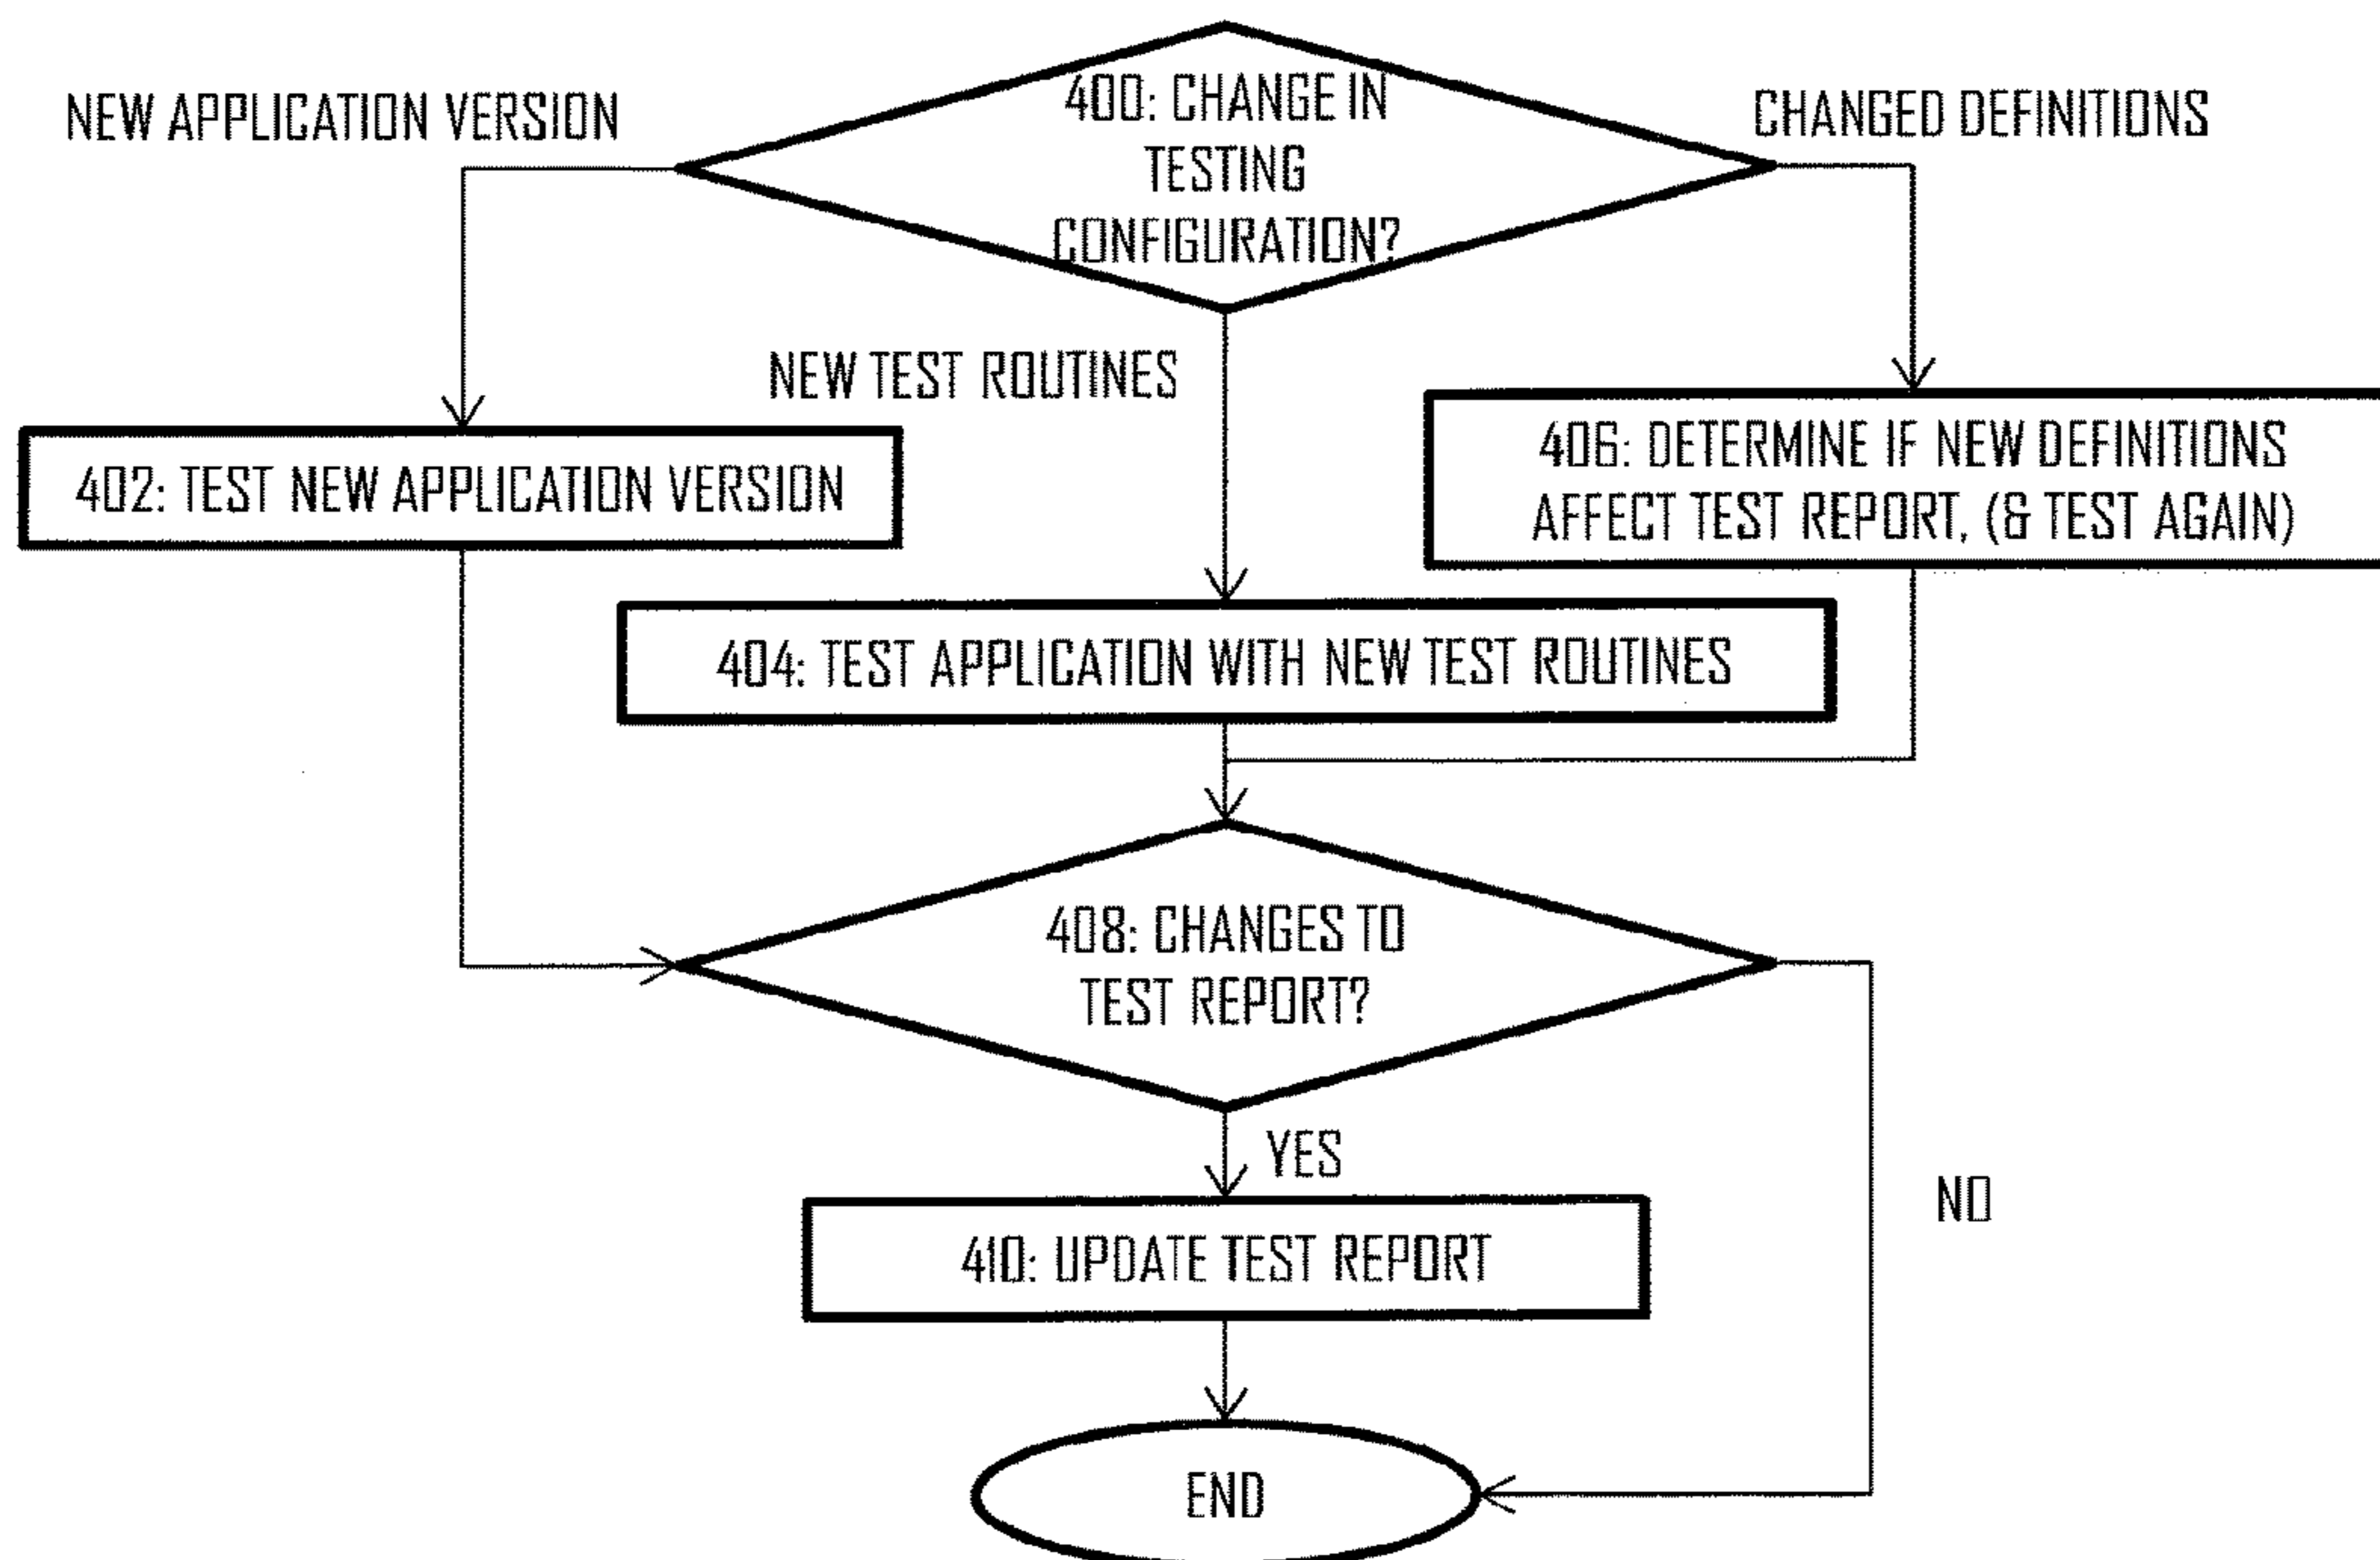 400: CHANGE IN
TESTING
CONFIGURATION?
NEW APPLICATION VERSION
CHANGED DEFINITIONS
NEW TEST ROUTINES
402: TEST NEW APPLICATION VERSION
406: DETERMINE IF NEW DEFINITIONS
AFFECT TEST REPORT, (& TEST AGAIN)
404: TEST APPLICATION WITH NEW TEST ROUTINES
408: CHANGES TO
TEST REPORT?
YES
NO
410: UPDATE TEST REPORT
END